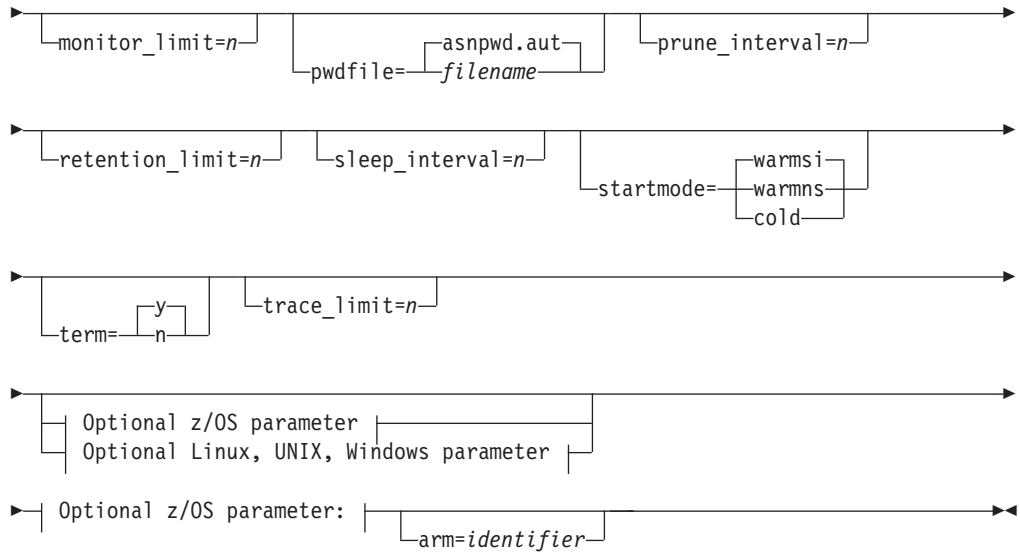 monitor_limit=n
pwdfile=
asnpwd.aut
filename
prune_interval=n
retention_limit=n
sleep_interval=n
startmode=
warmsi
warmns
cold
term=
y
n
trace_limit=n
Optional z/OS parameter
Optional Linux, UNIX, Windows parameter
Optional z/OS parameter:
arm=identifier